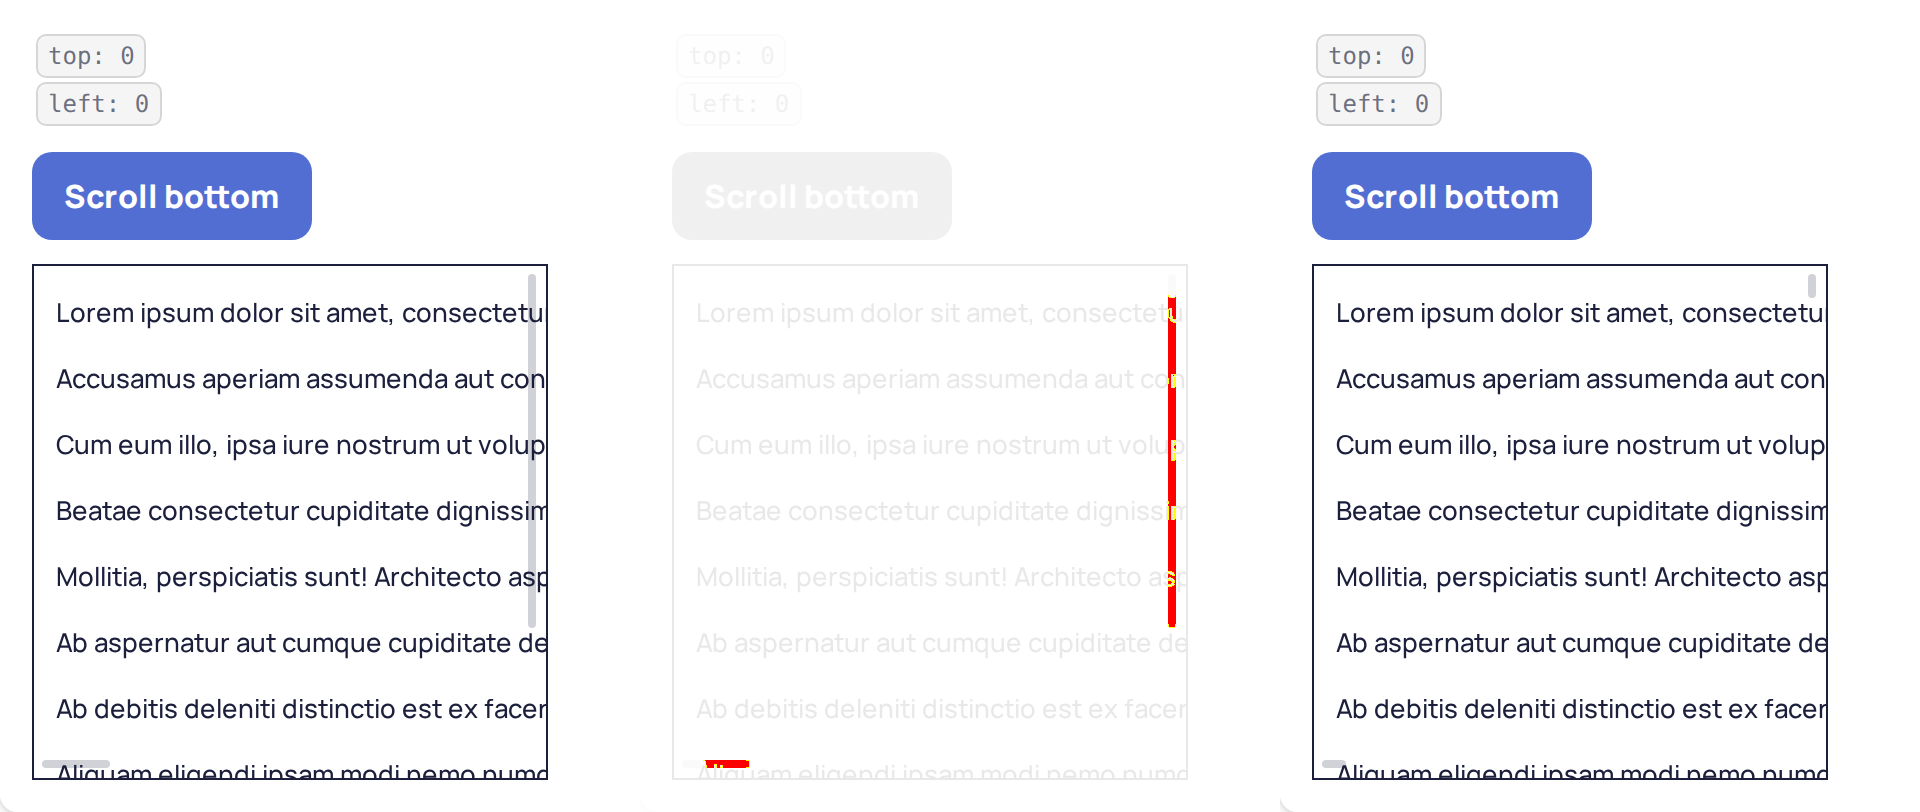 top: 0
left: 0
Scroll bottom
Lorem ipsum dolor sit amet, consectetu
Accusamus aperiam assumenda aut con
Cum eum illo, ipsa iure nostrum ut volup
Beatae consectetur cupiditate dignissim
Mollitia, perspiciatis sunt! Architecto asp
Ab aspernatur aut cumque cupiditate de
Ab debitis deleniti distinctio est ex facer
Aliquam eligendi ipsam modi nemo numq
top: 0
left: 0
Scroll bottom
Lorem ipsum dolor sit amet, consectetu
Accusamus aperiam assumenda aut con
Cum eum illo, ipsa iure nostrum ut volup
Beatae consectetur cupiditate dignissim
Mollitia, perspiciatis sunt! Architecto asp
Ab aspernatur aut cumque cupiditate de
Ab debitis deleniti distinctio est ex facer
Aliquam eligendi ipsam modi nemo numq
top: 0
left: 0
Scroll bottom
Lorem ipsum dolor sit amet, consectetu
Accusamus aperiam assumenda aut con
Cum eum illo, ipsa iure nostrum ut volup
Beatae consectetur cupiditate dignissim
Mollitia, perspiciatis sunt! Architecto asp
Ab aspernatur aut cumque cupiditate de
Ab debitis deleniti distinctio est ex facer
Aliquam eligendi ipsam modi nemo numq